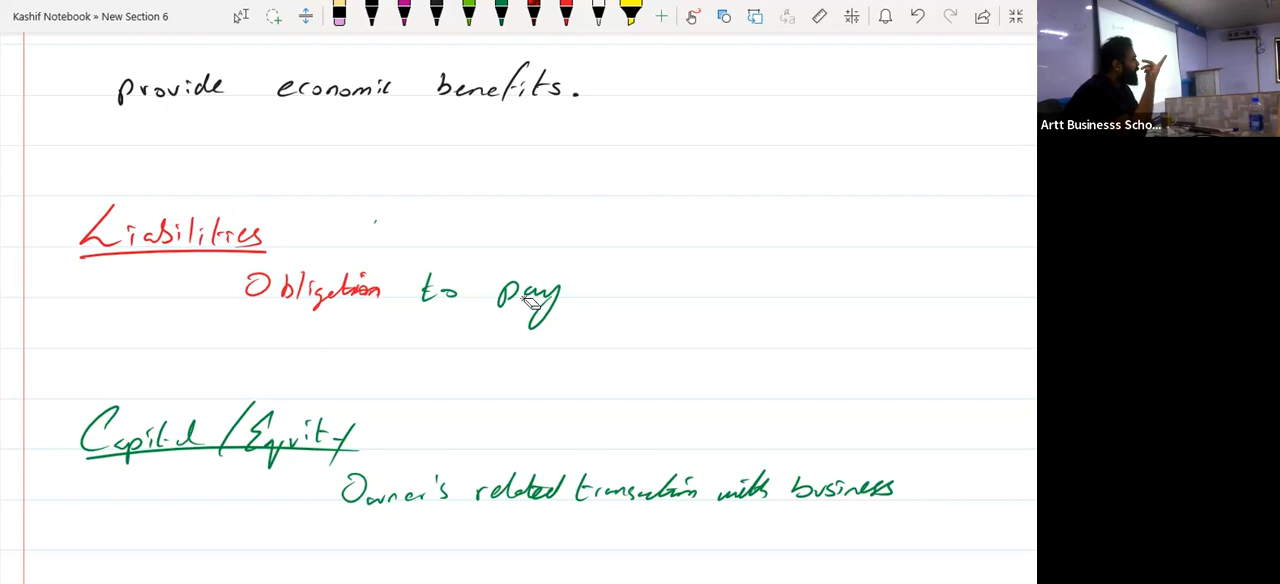 Kashif Notebook » New Section 6
provide economic benefits.
Liabilities
Obligation to pay
Capital/Equity
Owner's related transaction with business
Artt Businesss Scho...